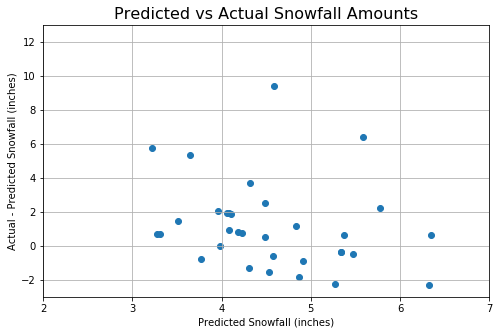 Predicted vs Actual Snowfall Amounts
12
10
8
6
4
2
0
−2
Actual - Predicted Snowfall (inches)
2 3 4 5 6 7
Predicted Snowfall (inches)